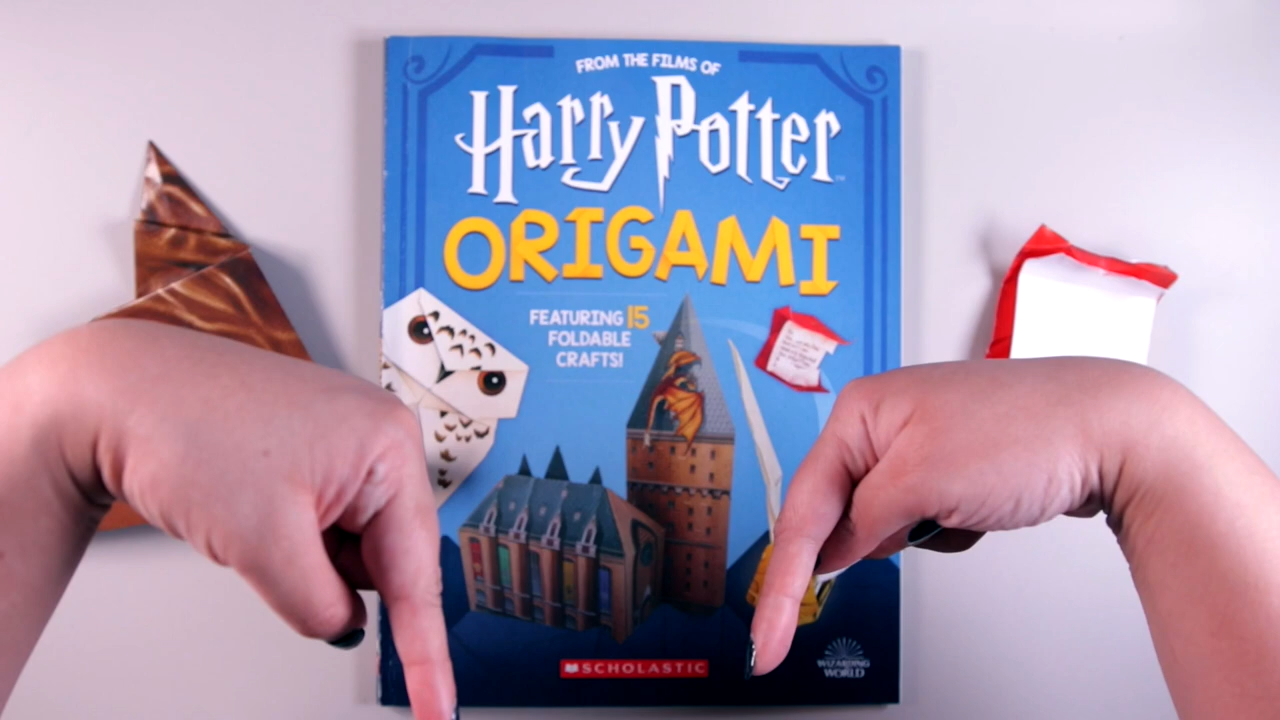 FROM THE FILMS OF
Harry Potter
ORIGAMI
FEATURING 15
FOLDABLE
CRAFTS!
SCHOLASTIC
WIZARDING
WORLD